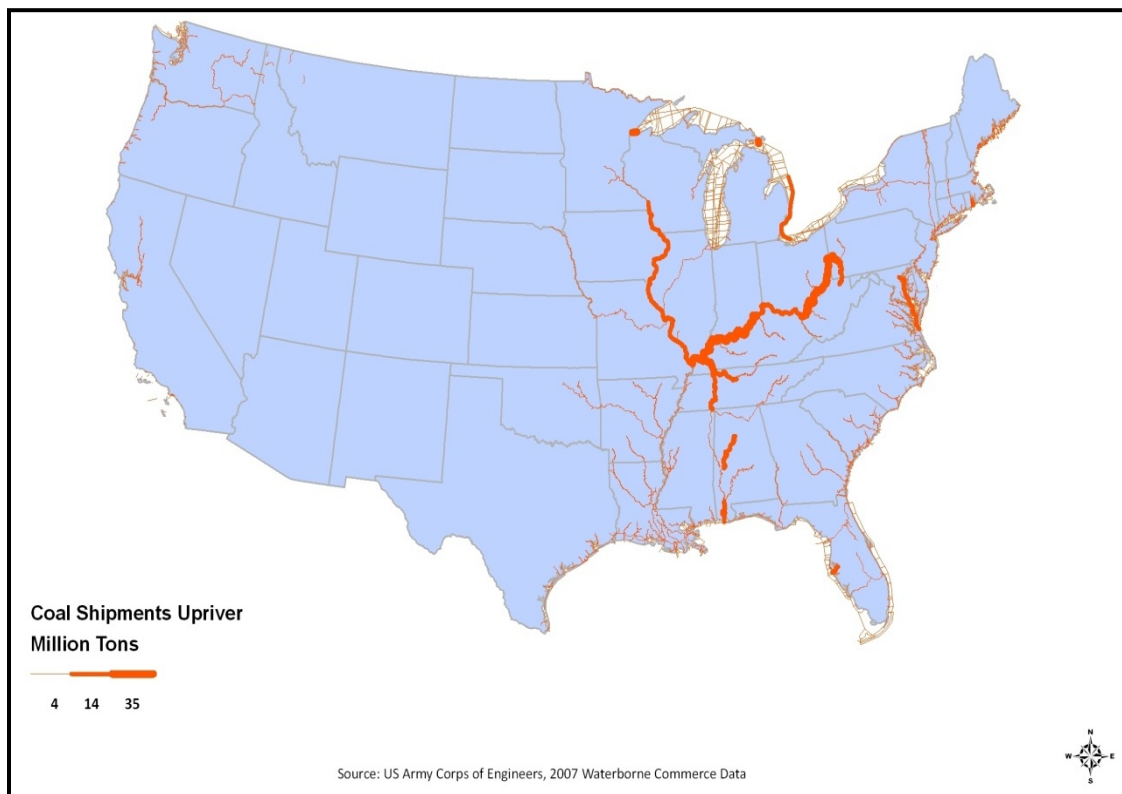 Coal Shipments Upriver
Million Tons
4 14 35
Source: US Army Corps of Engineers, 2007 Waterborne Commerce Data
N
W E
S